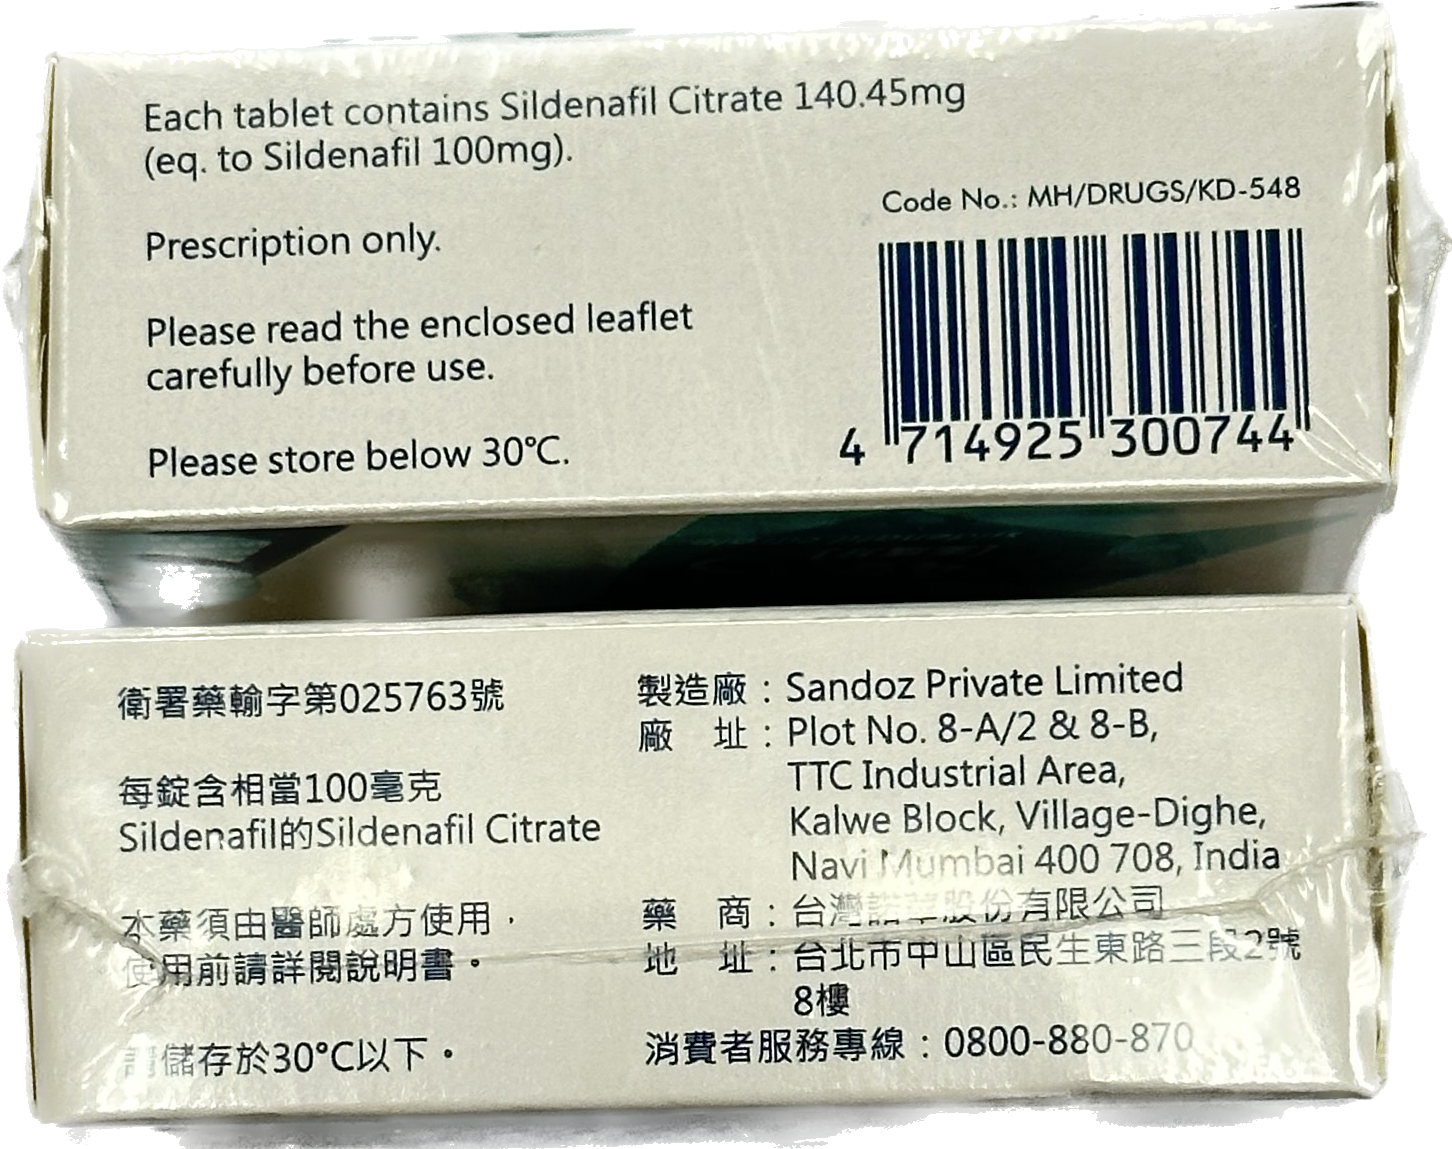 Each tablet contains Sildenafil Citrate 140.45mg
(eq. to Sildenafil 100mg).
Prescription only.
Please read the enclosed leaflet
carefully before use.
Please store below 30°C.
Code No.: MH/DRUGS/KD-548
4 714925 300744
衛署藥輸字第025763號
每錠含相當100毫克
Sildenafil的Sildenafil Citrate
本藥須由醫師處方使用，
使用前請詳閱說明書。
請儲存於30°C以下。
製造廠：Sandoz Private Limited
廠　址：Plot No. 8-A/2 & 8-B,
TTC Industrial Area,
Kalwe Block, Village-Dighe,
Navi Mumbai 400 708, India
藥　商：台灣諾華股份有限公司
地　址：台北市中山區民生東路三段2號
8樓
消費者服務專線：0800-880-870